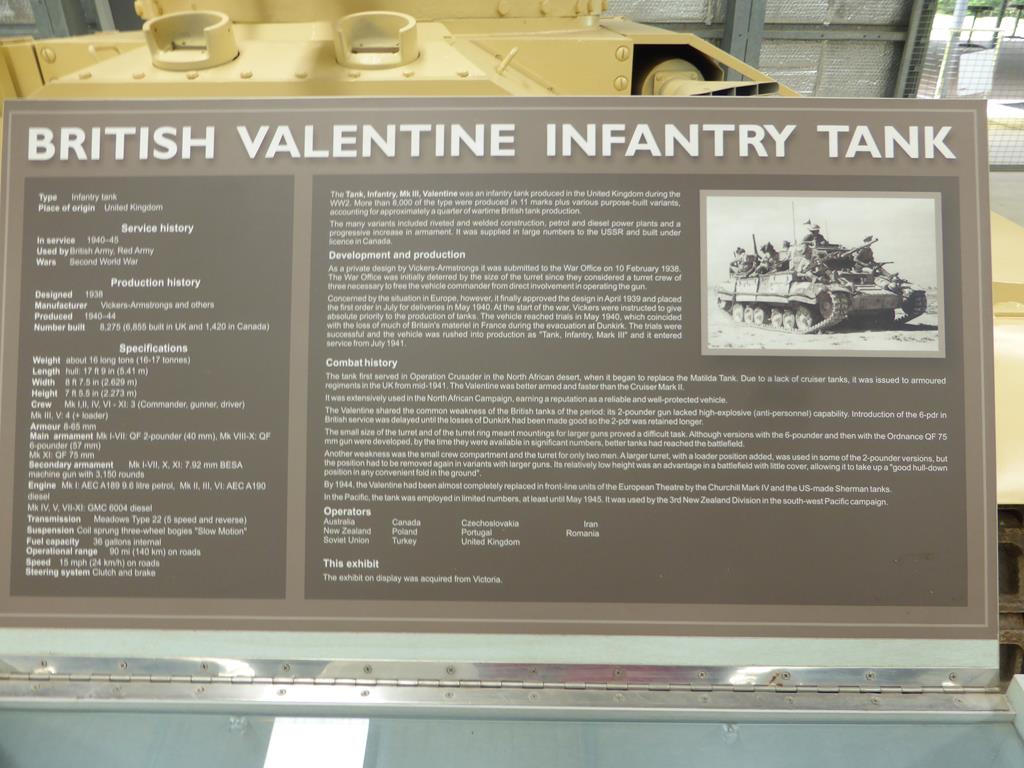 BRITISH VALENTINE INFANTRY TANK
Type Infantry tank
Place of origin United Kingdom
Service history
In service 1940–45
Used by British Army, Red Army
Wars Second World War
Production history
Designed 1938
Manufacturer Vickers-Armstrongs and others
Produced 1940–44
Number built 8,275 (6,855 built in UK and 1,420 in Canada)
Specifications
Weight about 16 long tons (16-17 tonnes)
Length hull: 17 ft 9 in (5.41 m)
Width 8 ft 7.5 in (2.629 m)
Height 7 ft 5.5 in (2.273 m)
Crew Mk I,II, IV, VI - XI: 3 (Commander, gunner, driver)
Mk III, V: 4 (+ loader)
Armour 8-65 mm
Main armament Mk I-VII: QF 2-pounder (40 mm), Mk VIII-X: QF
6-pounder (57 mm)
Mk XI: QF 75 mm
Secondary armament Mk I-VII, X, XI: 7.92 mm BESA
machine gun with 3,150 rounds
Engine Mk I: AEC A189 9.6 litre petrol, Mk II, III, VI: AEC A190
diesel
Mk IV, V, VII-XI: GMC 6004 diesel
Transmission Meadows Type 22 (5 speed and reverse)
Suspension Coil sprung three-wheel bogies "Slow Motion"
Fuel capacity 36 gallons internal
Operational range 90 mi (140 km) on roads
Speed 15 mph (24 km/h) on roads
Steering system Clutch and brake
The Tank, Infantry, Mk III, Valentine was an infantry tank produced in the United Kingdom during the
WW2. More than 8,000 of the type were produced in 11 marks plus various purpose-built variants,
accounting for approximately a quarter of wartime British tank production.
The many variants included riveted and welded construction, petrol and diesel power plants and a
progressive increase in armament. It was supplied in large numbers to the USSR and built under
licence in Canada.
Development and production
As a private design by Vickers-Armstrongs it was submitted to the War Office on 10 February 1938.
The War Office was initially deterred by the size of the turret since they considered a turret crew of
three necessary to free the vehicle commander from direct involvement in operating the gun.
Concerned by the situation in Europe, however, it finally approved the design in April 1939 and placed
the first order in July for deliveries in May 1940. At the start of the war, Vickers were instructed to give
absolute priority to the production of tanks. The vehicle reached trials in May 1940, which coincided
with the loss of much of Britain's materiel in France during the evacuation at Dunkirk. The trials were
successful and the vehicle was rushed into production as "Tank, Infantry, Mark III" and it entered
service from July 1941.
Combat history
The tank first served in Operation Crusader in the North African desert, when it began to replace the Matilda Tank. Due to a lack of cruiser tanks, it was issued to armoured
regiments in the UK from mid-1941. The Valentine was better armed and faster than the Cruiser Mark II.
It was extensively used in the North African Campaign, earning a reputation as a reliable and well-protected vehicle.
The Valentine shared the common weakness of the British tanks of the period: its 2-pounder gun lacked high-explosive (anti-personnel) capability. Introduction of the 6-pdr in
British service was delayed until the losses of Dunkirk had been made good so the 2-pdr was retained longer.
The small size of the turret and of the turret ring meant mountings for larger guns proved a difficult task. Although versions with the 6-pounder and then with the Ordnance QF 75
mm gun were developed, by the time they were available in significant numbers, better tanks had reached the battlefield.
Another weakness was the small crew compartment and the turret for only two men. A larger turret, with a loader position added, was used in some of the 2-pounder versions, but
the position had to be removed again in variants with larger guns. Its relatively low height was an advantage in a battlefield with little cover, allowing it to take up a "good hull-down
position in any convenient fold in the ground".
By 1944, the Valentine had been almost completely replaced in front-line units of the European Theatre by the Churchill Mark IV and the US-made Sherman tanks.
In the Pacific, the tank was employed in limited numbers, at least until May 1945. It was used by the 3rd New Zealand Division in the south-west Pacific campaign.
Operators
Australia Canada Czechoslovakia Iran
New Zealand Poland Portugal Romania
Soviet Union Turkey United Kingdom
This exhibit
The exhibit on display was acquired from Victoria.